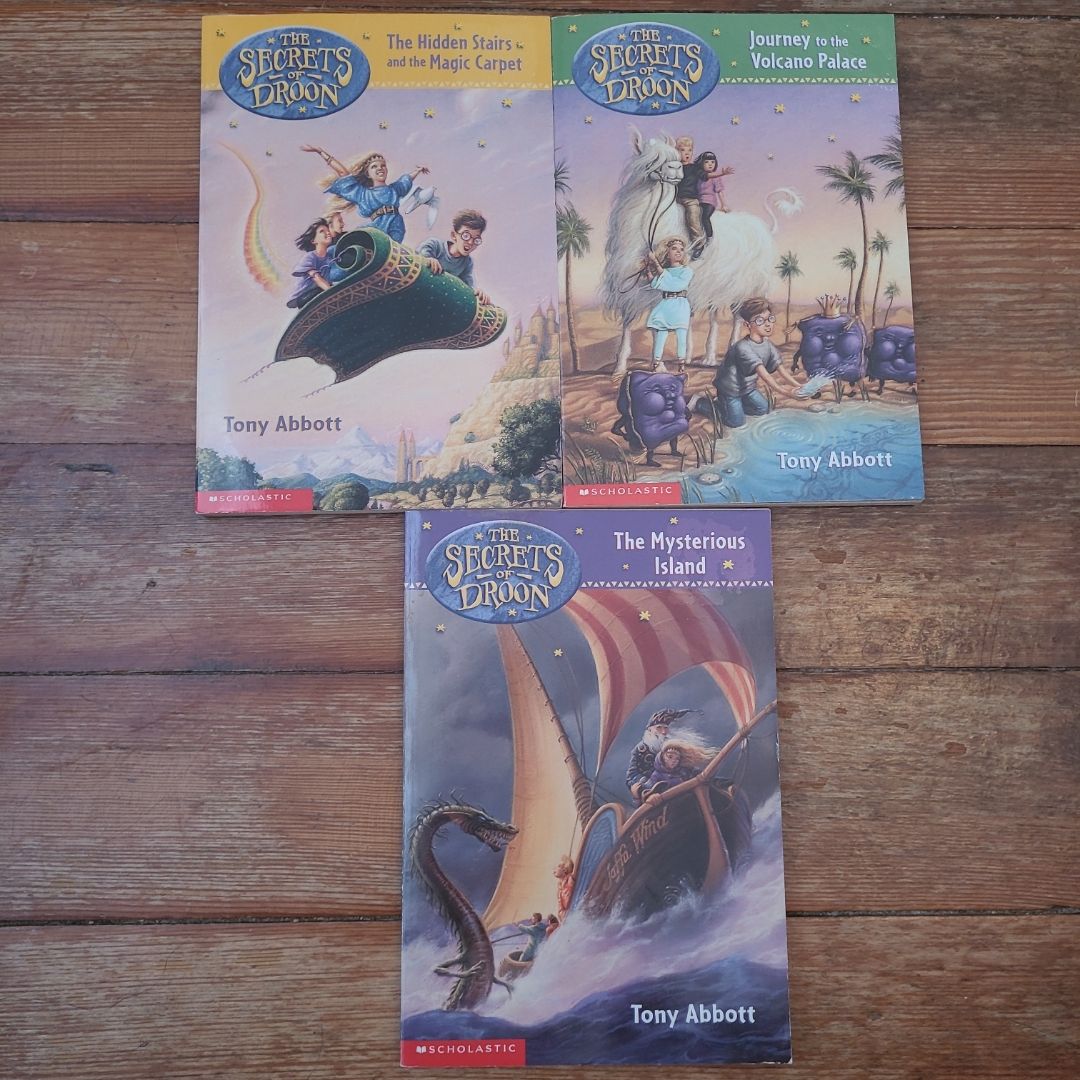 THE
SECRETS
OF
DROON
The Hidden Stairs
and the Magic Carpet
Tony Abbott
SCHOLASTIC
THE
SECRETS
OF
DROON
Journey to the
Volcano Palace
Tony Abbott
SCHOLASTIC
THE
SECRETS
OF
DROON
The Mysterious
Island
Jaffa Wind
Tony Abbott
SCHOLASTIC